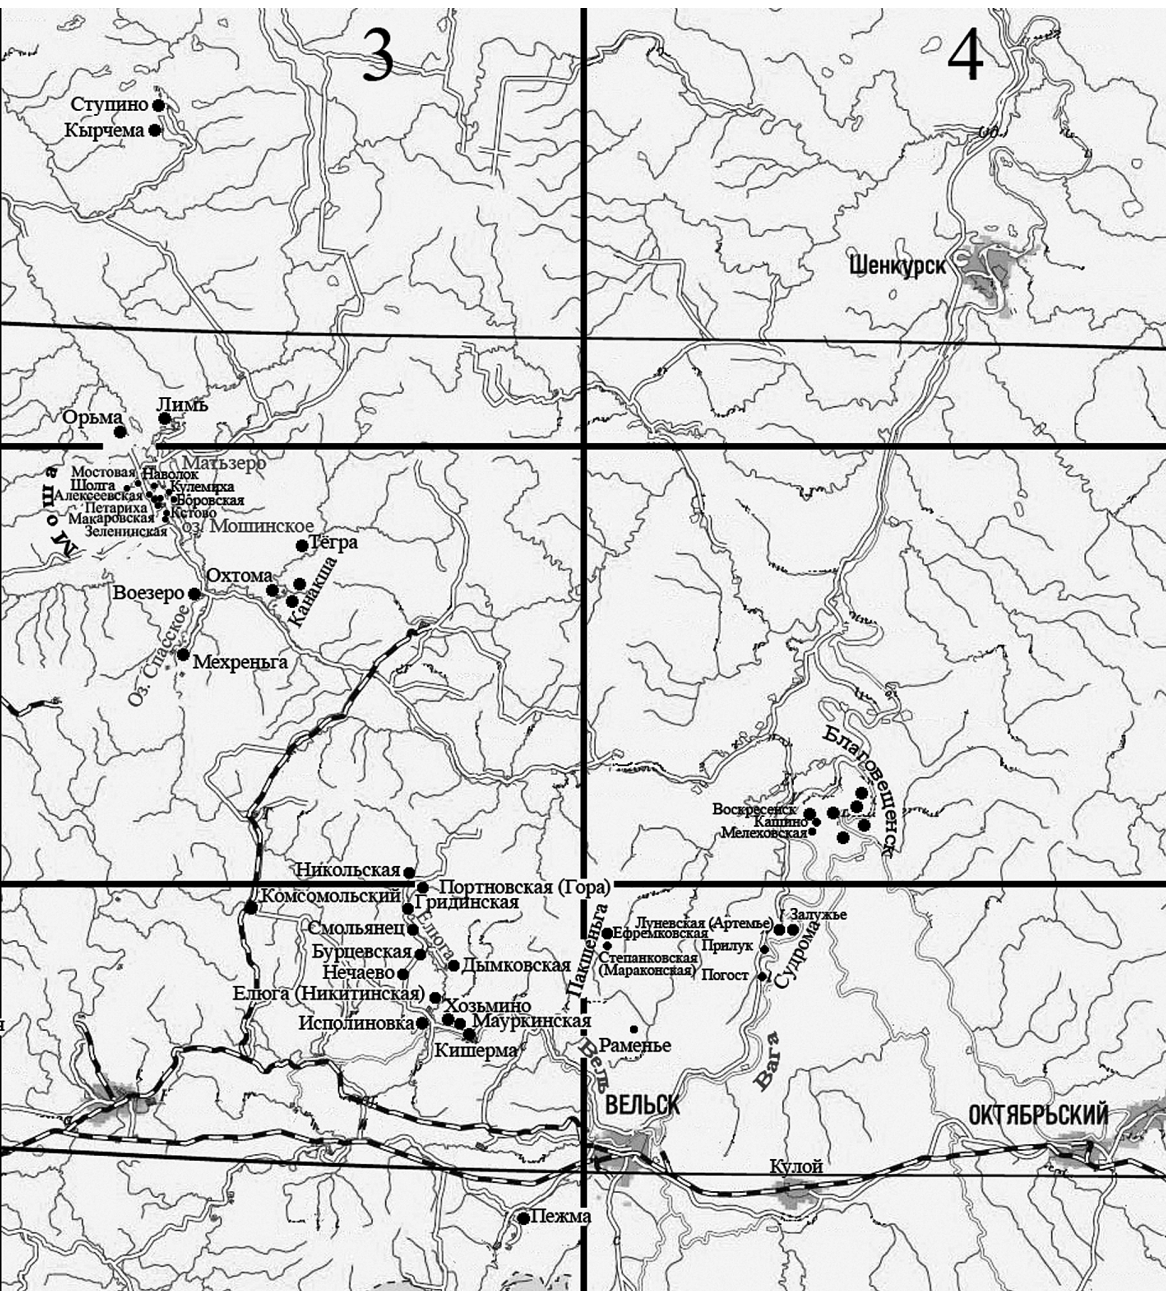 3
4
Ступино
Кырчема
Шенкурск
Орьма
Лимь
Матьзеро
Моша
Мостовая
Наволок
Шолга
Кулемиха
Алексеевская
Боровская
Петариха
Кстово
Макаровская
оз. Мошинское
Зеленинская
Тёгра
Охтома
Канакша
Воезеро
Оз. Спасское
Мехреньга
Благовещенск
Воскресенск
Кашино
Мелеховская
Никольская
Портновская (Гора)
Комсомольский
Гридинская
Смольянец
Елюга
Бурцевская
Дымковская
Нечаево
Елюга (Никитинская)
Хозьмино
Исполиновка
Мауркинская
Кишерма
Пакшеньга
Луневская (Артемье)
Залужье
Ефремковская
Прилук
Степанковская
(Мараконская)
Погост
Судрома
Раменье
Вага
Вель
ВЕЛЬСК
ОКТЯБРЬСКИЙ
Кулой
Пежма